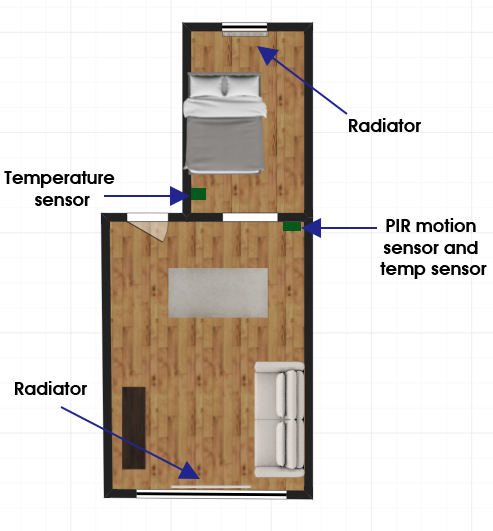 Radiator
Temperature
sensor
PIR motion
sensor and
temp sensor
Radiator